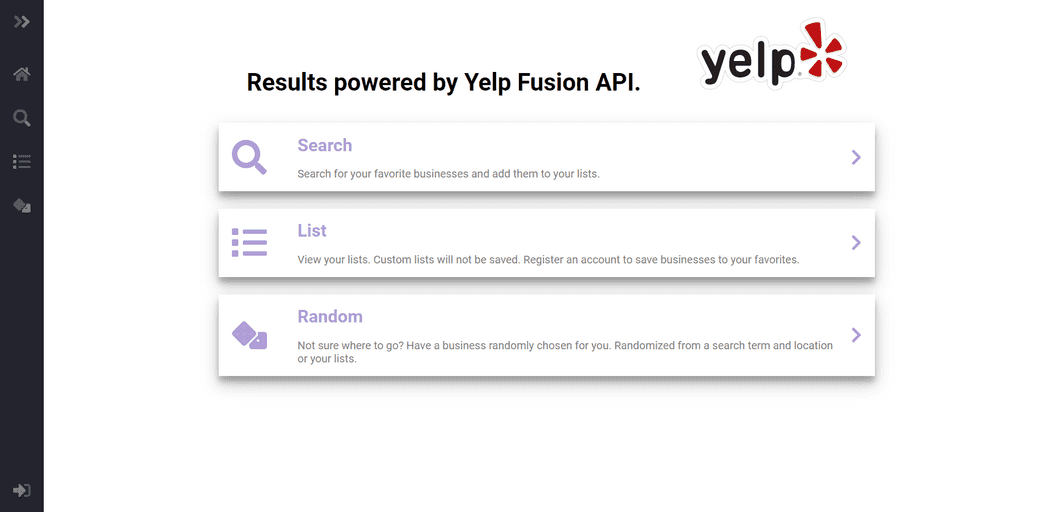 yelp
Results powered by Yelp Fusion API.
Search
Search for your favorite businesses and add them to your lists.
List
View your lists. Custom lists will not be saved. Register an account to save businesses to your favorites.
Random
Not sure where to go? Have a business randomly chosen for you. Randomized from a search term and location
or your lists.